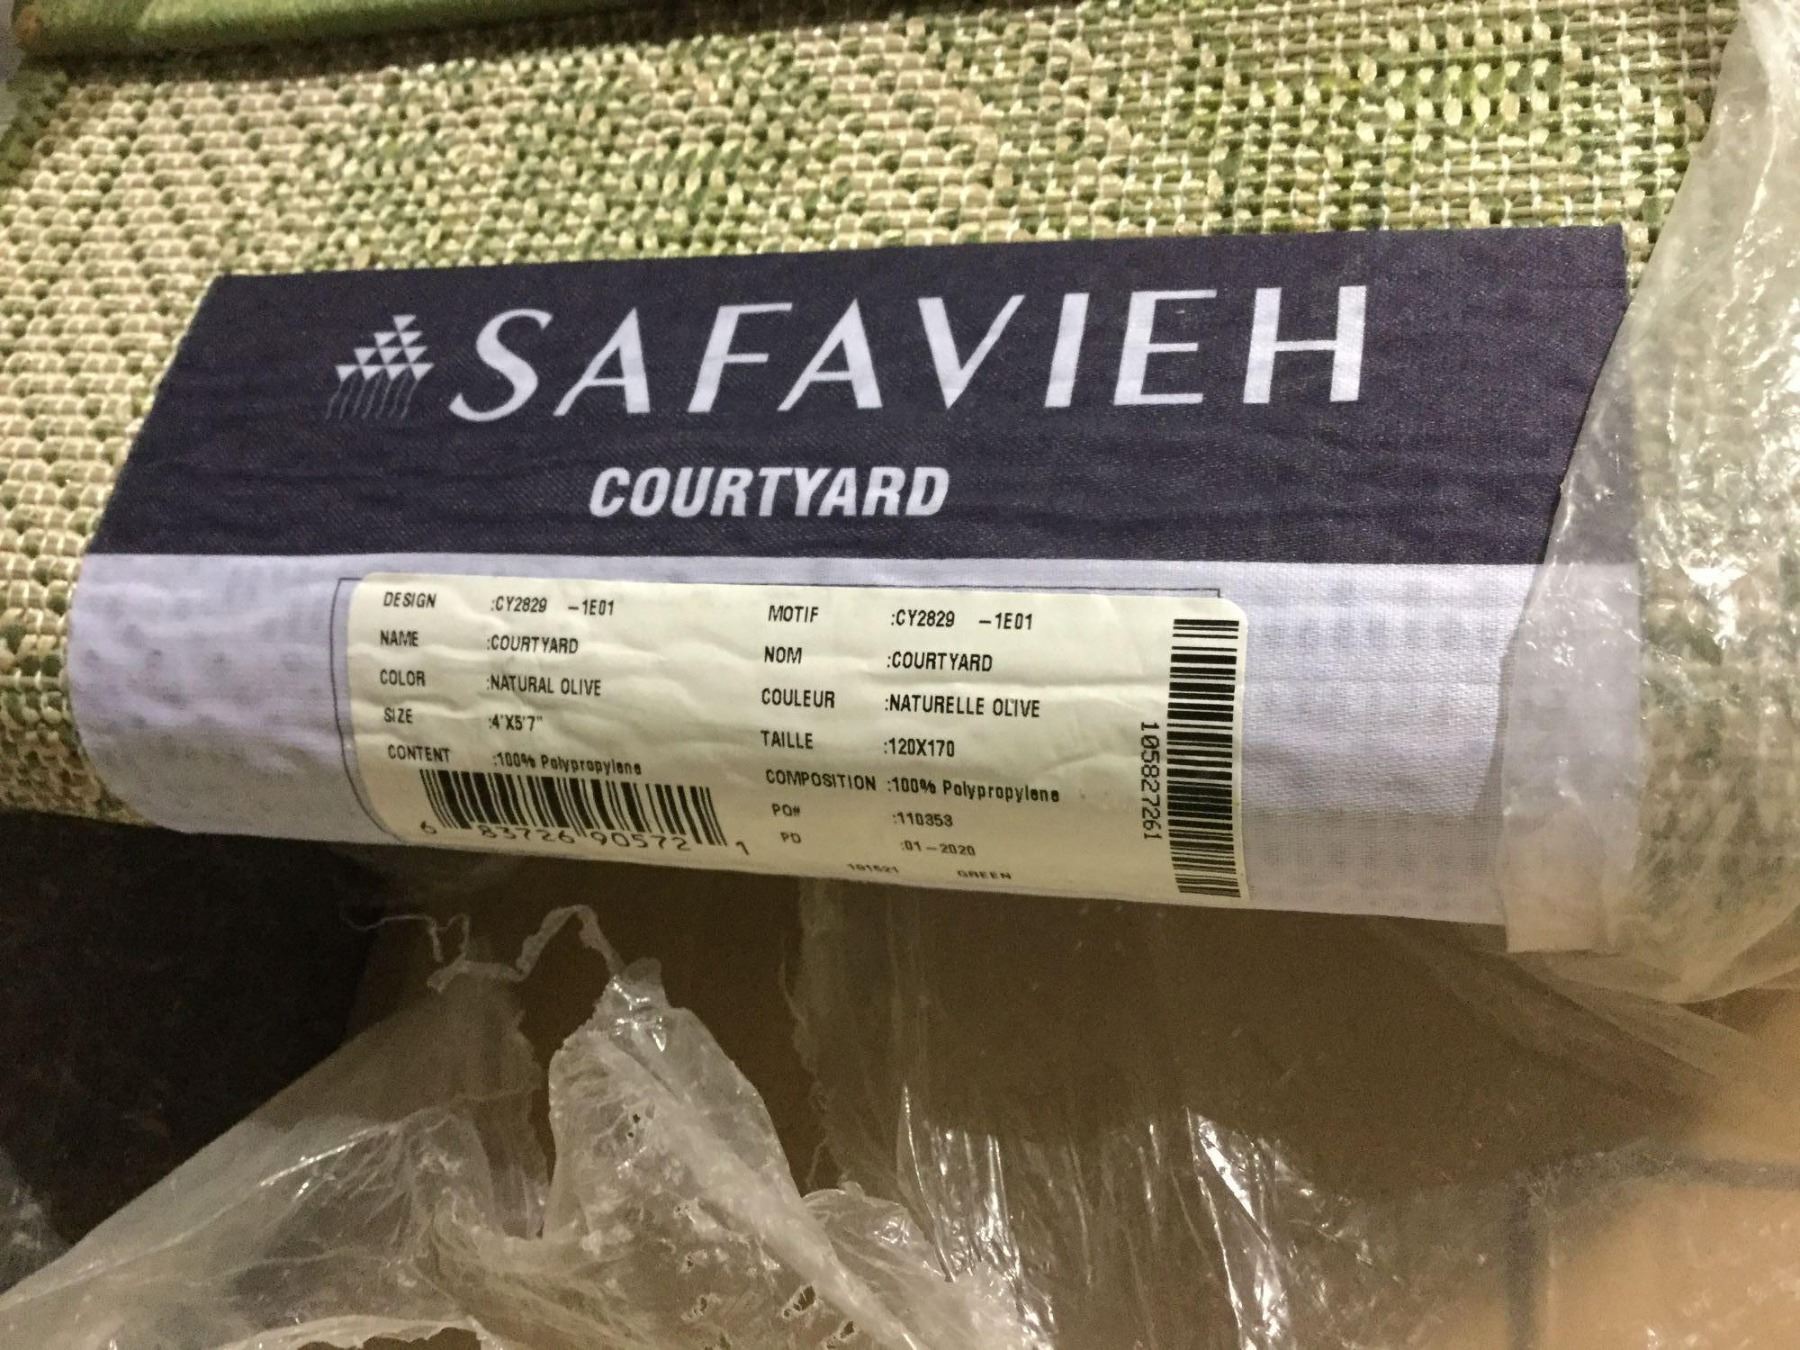 SAFAVIEH
COURTYARD
DESIGN :CY2829 -1E01
NAME :COURTYARD
COLOR :NATURAL OLIVE
SIZE :4'X5'7"
CONTENT :100% Polypropylene
6 83726 90572 1
MOTIF :CY2829 -1E01
NOM :COURTYARD
COULEUR :NATURELLE OLIVE
TAILLE :120X170
COMPOSITION :100% Polypropylene
PO# :110353
PD :01-2020
101521 GREEN
105827261